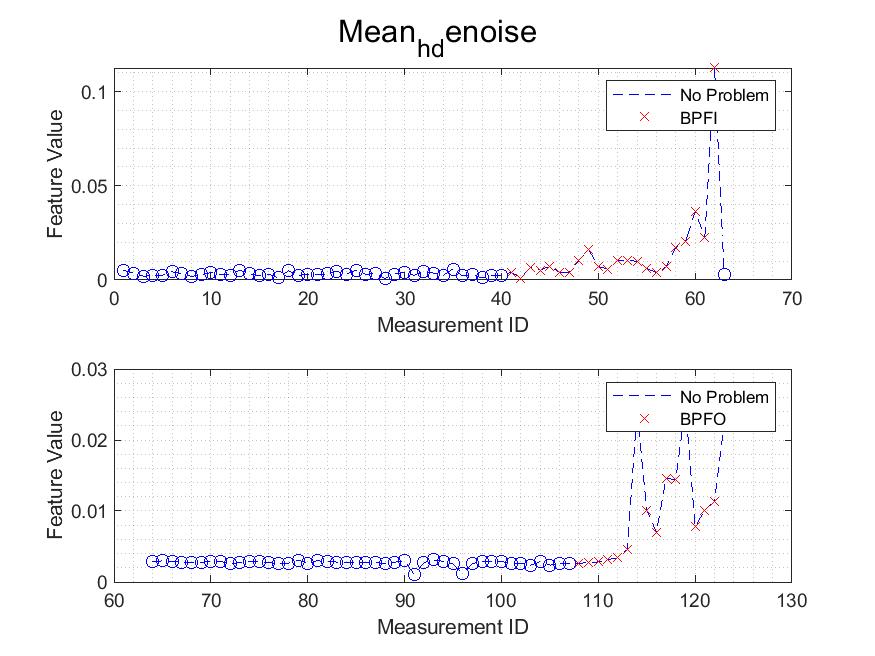 Mean_hdenoise
0.1
0.05
0
Feature Value
No Problem
BPFI
0 10 20 30 40 50 60 70
Measurement ID
0.03
0.02
0.01
0
Feature Value
No Problem
BPFO
60 70 80 90 100 110 120 130
Measurement ID